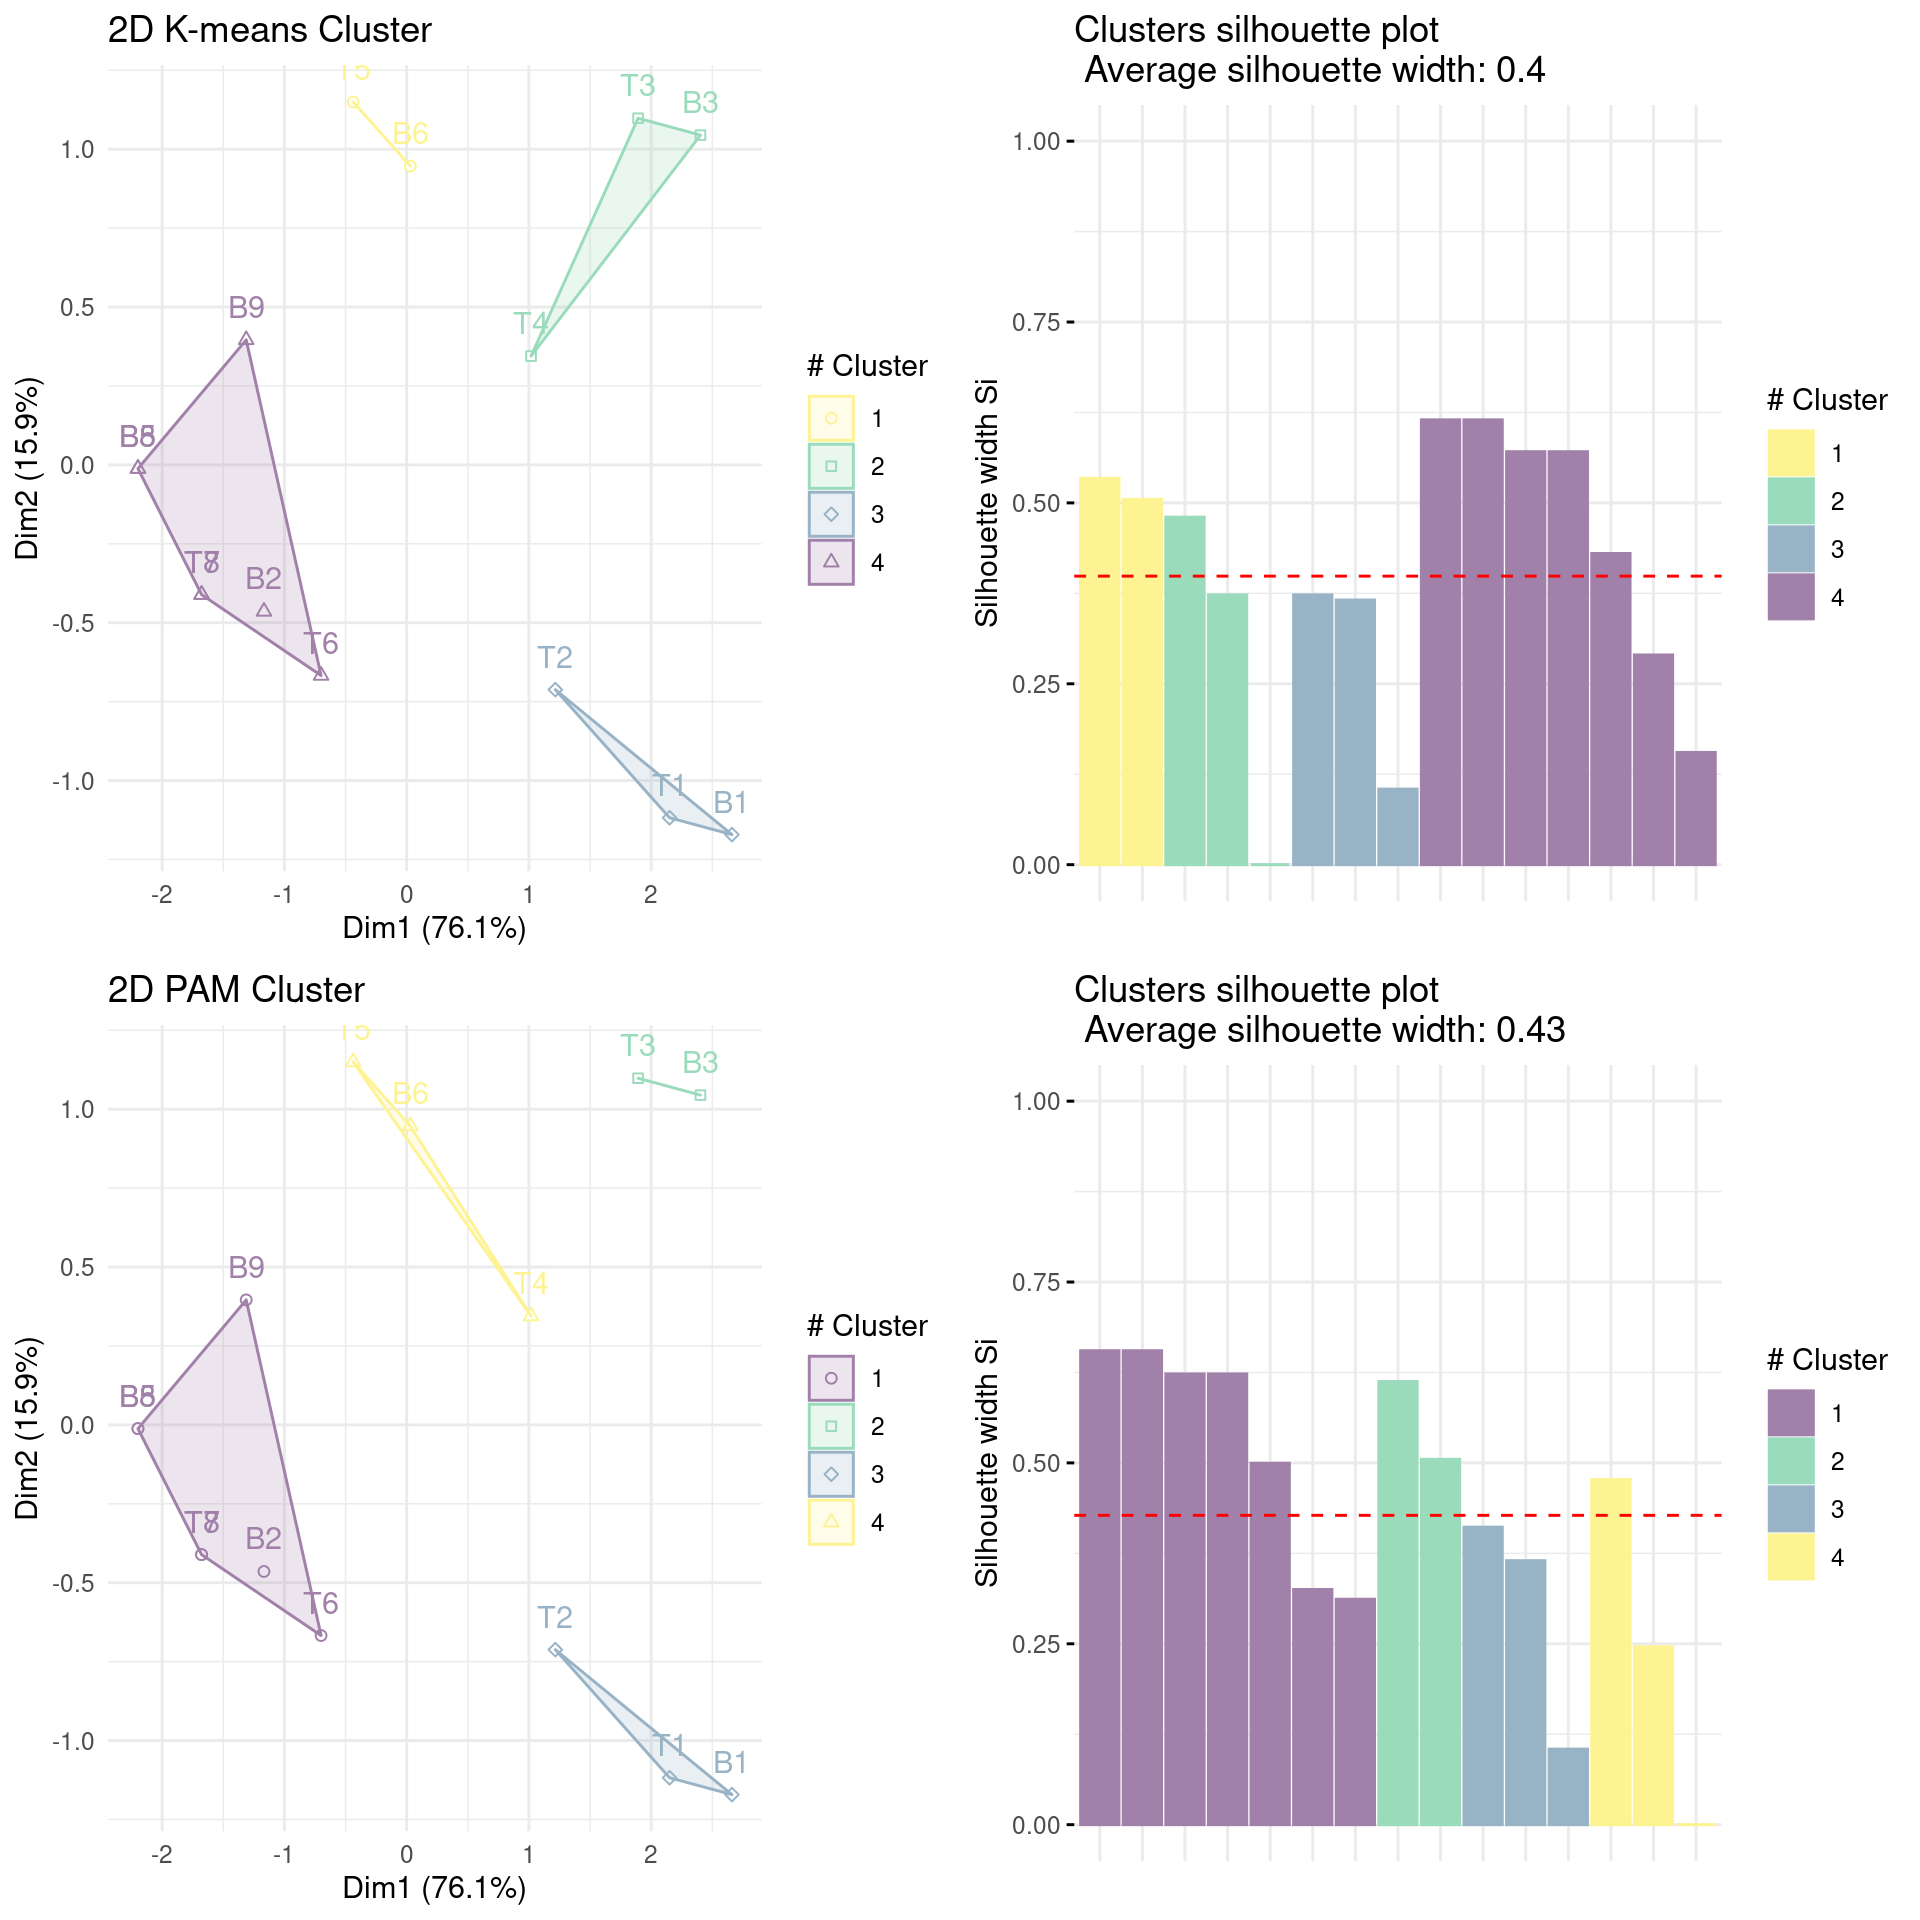 2D K-means Cluster
T5
B6
T3
B3
B9
T4
B2
T6
T2
T1
B1
1.0
0.5
0.0
-0.5
-1.0
-2
-1
0
1
2
Dim1 (76.1%)
Dim2 (15.9%)
# Cluster
1
2
3
4
Clusters silhouette plot
Average silhouette width: 0.4
1.00
0.75
0.50
0.25
0.00
Silhouette width Si
# Cluster
1
2
3
4
2D PAM Cluster
T5
B6
T3
B3
B9
T4
B2
T6
T2
T1
B1
1.0
0.5
0.0
-0.5
-1.0
-2
-1
0
1
2
Dim1 (76.1%)
Dim2 (15.9%)
# Cluster
1
2
3
4
Clusters silhouette plot
Average silhouette width: 0.43
1.00
0.75
0.50
0.25
0.00
Silhouette width Si
# Cluster
1
2
3
4